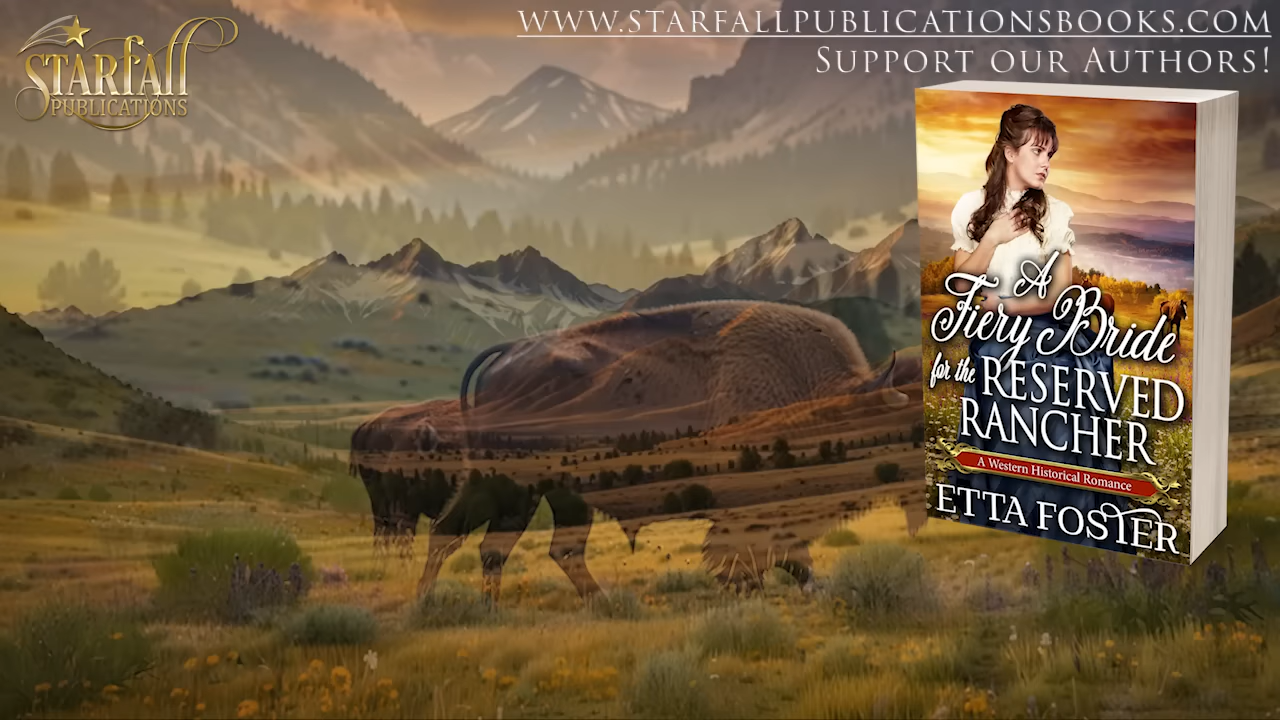 STARfall
PUBLICATIONS
WWW.STARFALLPUBLICATIONSBOOKS.COM
SUPPORT OUR AUTHORS!
A
Fiery Bride
for the RESERVED
RANCHER
A Western Historical Romance
ETTA FOSTER